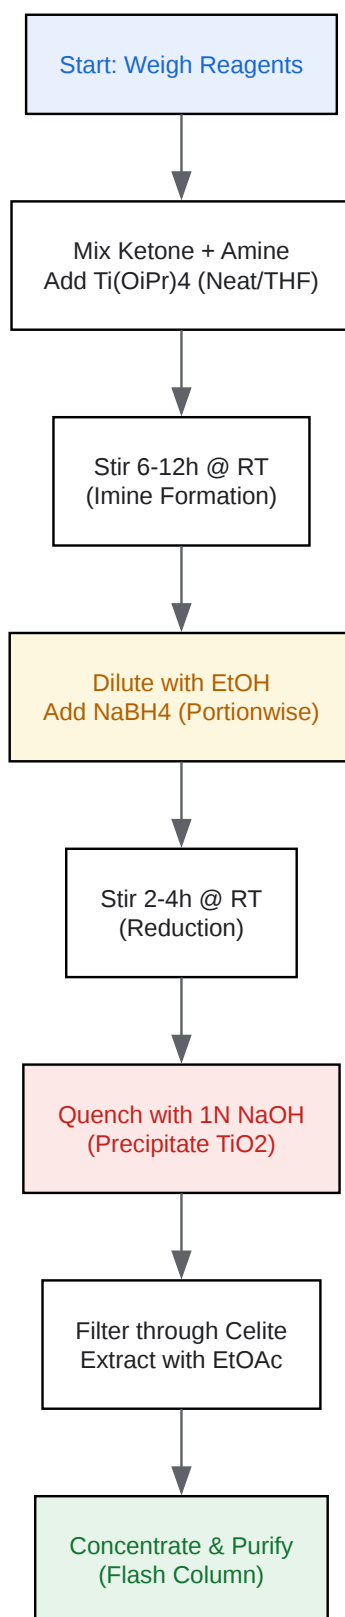 Start: Weigh Reagents
Mix Ketone + Amine
Add Ti(OiPr)4 (Neat/THF)
Stir 6-12h @ RT
(Imine Formation)
Dilute with EtOH
Add NaBH4 (Portionwise)
Stir 2-4h @ RT
(Reduction)
Quench with 1N NaOH
(Precipitate TiO2)
Filter through Celite
Extract with EtOAc
Concentrate & Purify
(Flash Column)